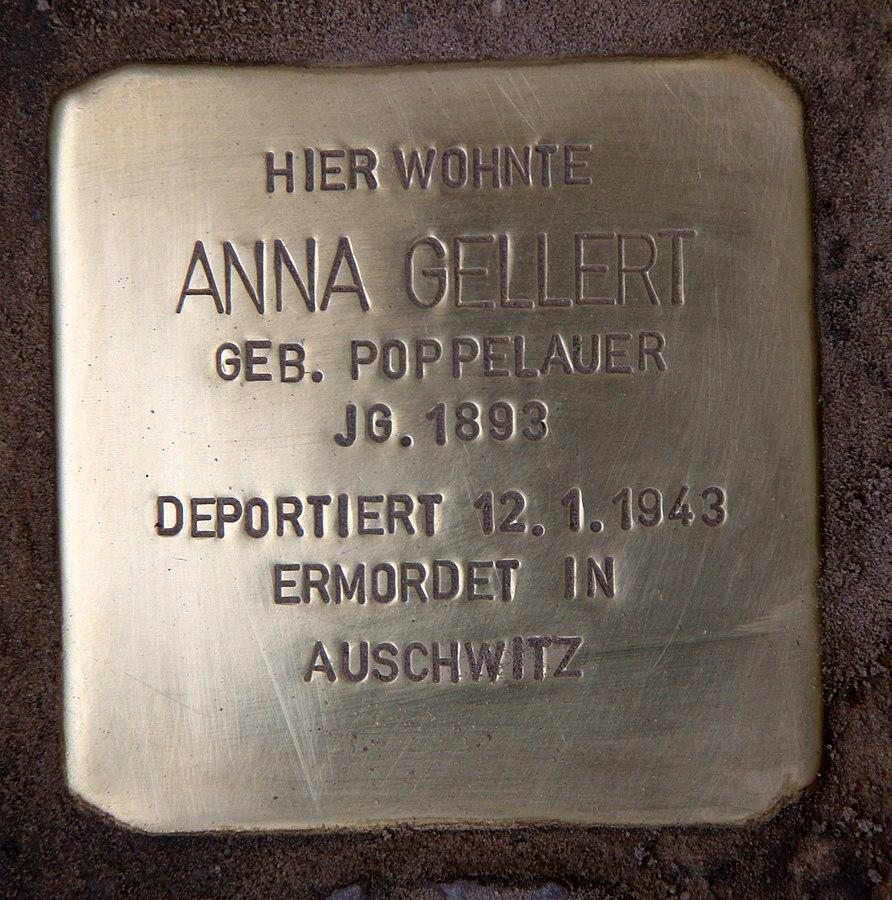 HIER WOHNTE
ANNA GELLERT
GEB. POPPELAUER
JG. 1893
DEPORTIERT 12.1.1943
ERMORDET IN
AUSCHWITZ